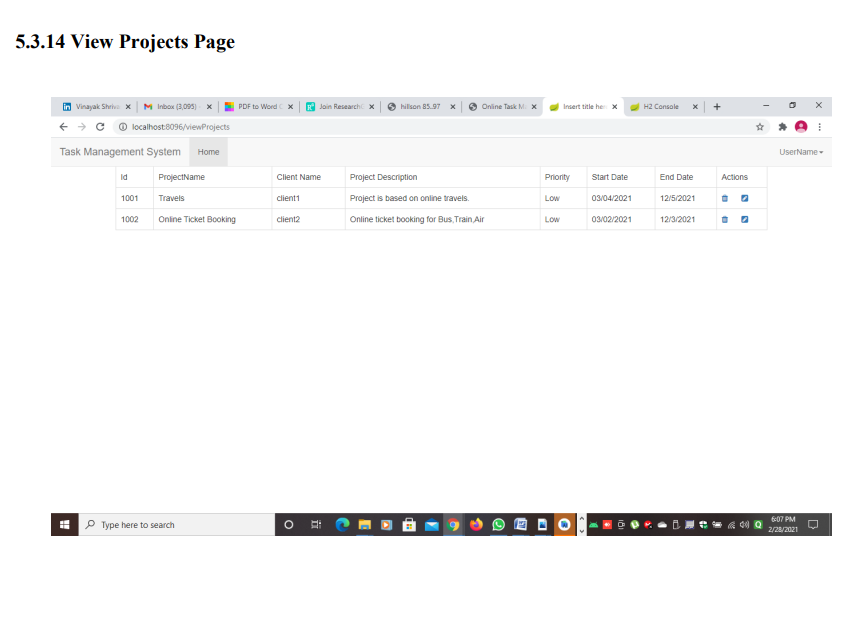 5.3.14 View Projects Page
Vinayak Shriva Inbox (3,095) - PDF to Word C Join Research hillson 85.97 Online Task M Insert title her H2 Console
localhost:8096/viewProjects
Task Management System Home UserName
Id ProjectName Client Name Project Description Priority Start Date End Date Actions
1001 Travels client1 Project is based on online travels. Low 03/04/2021 12/5/2021
1002 Online Ticket Booking client2 Online ticket booking for Bus,Train,Air Low 03/02/2021 12/3/2021
Type here to search
6:07 PM
2/28/2021